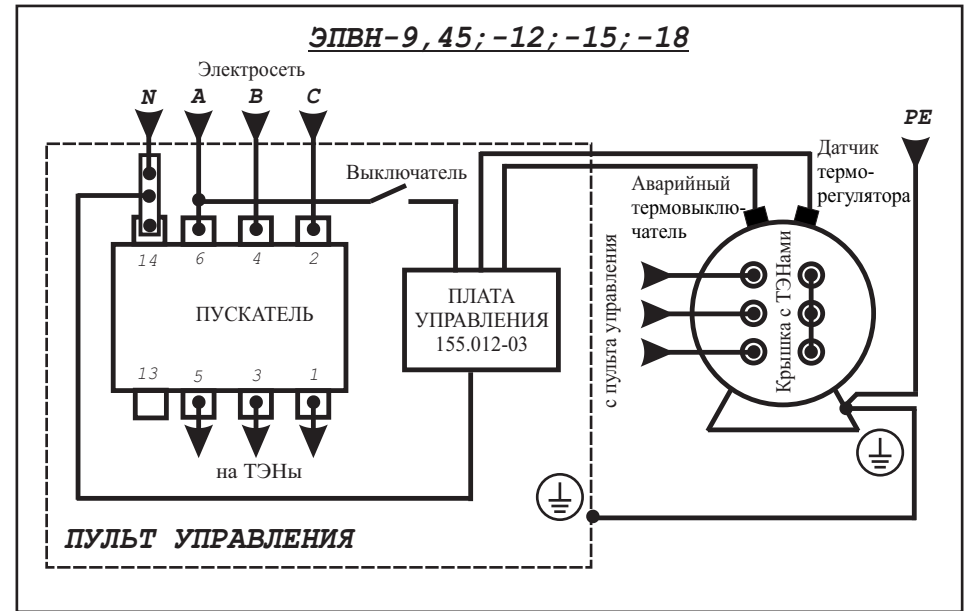 ЭПВН-9,45;-12;-15;-18
Электросеть
N A B C
PE
Выключатель
Аварийный
термовыклю-
чатель
Датчик
термо-
регулятора
14 6 4 2
ПУСКАТЕЛЬ
13 5 3 1
на ТЭНы
ПЛАТА
УПРАВЛЕНИЯ
155.012-03
с пульта управления
Крышка с ТЭНами
ПУЛЬТ УПРАВЛЕНИЯ